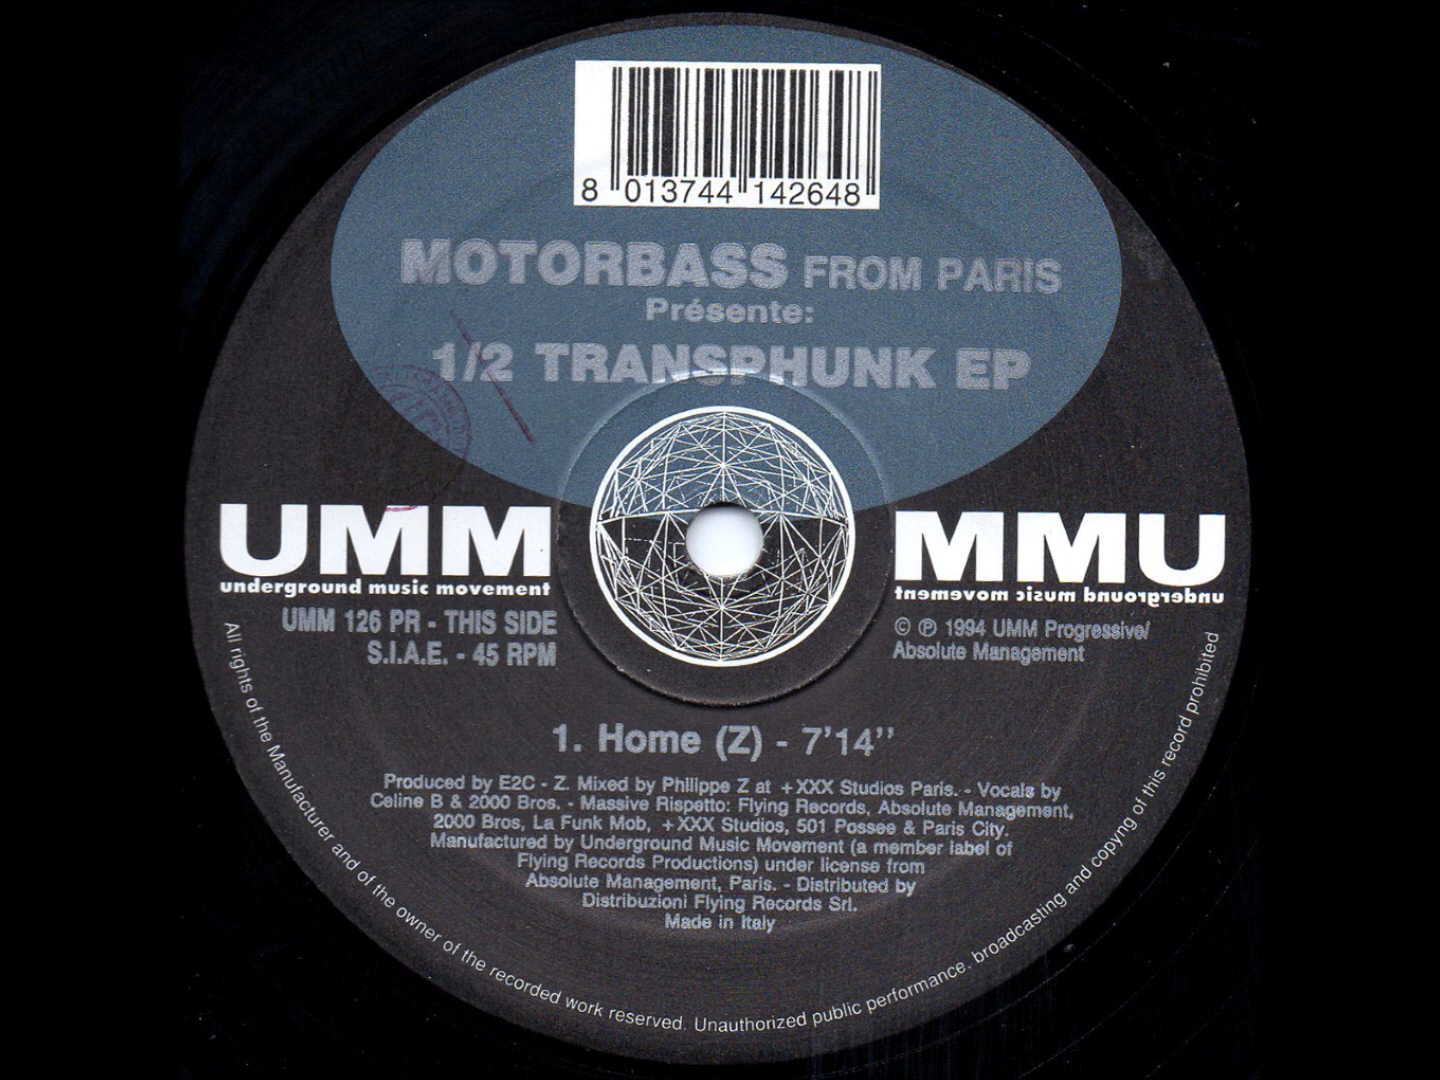 8 013744 142648
MOTORBASS FROM PARIS
Présente:
1/2 TRANSPHUNK EP
UMM
underground music movement
UMM 126 PR - THIS SIDE
S.I.A.E. - 45 RPM
MMU
underground music movement
© ℗ 1994 UMM Progressive/
Absolute Management
1. Home (Z) - 7'14''
Produced by E2C - Z. Mixed by Philippe Z at +XXX Studios Paris. - Vocals by
Celine B & 2000 Bros. - Massive Rispetto: Flying Records, Absolute Management,
2000 Bros, La Funk Mob, +XXX Studios, 501 Possee & Paris City.
Manufactured by Underground Music Movement (a member label of
Flying Records Productions) under license from
Absolute Management, Paris. - Distributed by
Distribuzioni Flying Records Srl.
Made in Italy
All rights of the Manufacturer and of the owner of the recorded work reserved. Unauthorized public performance. broadcasting and copyng of this record prohibited